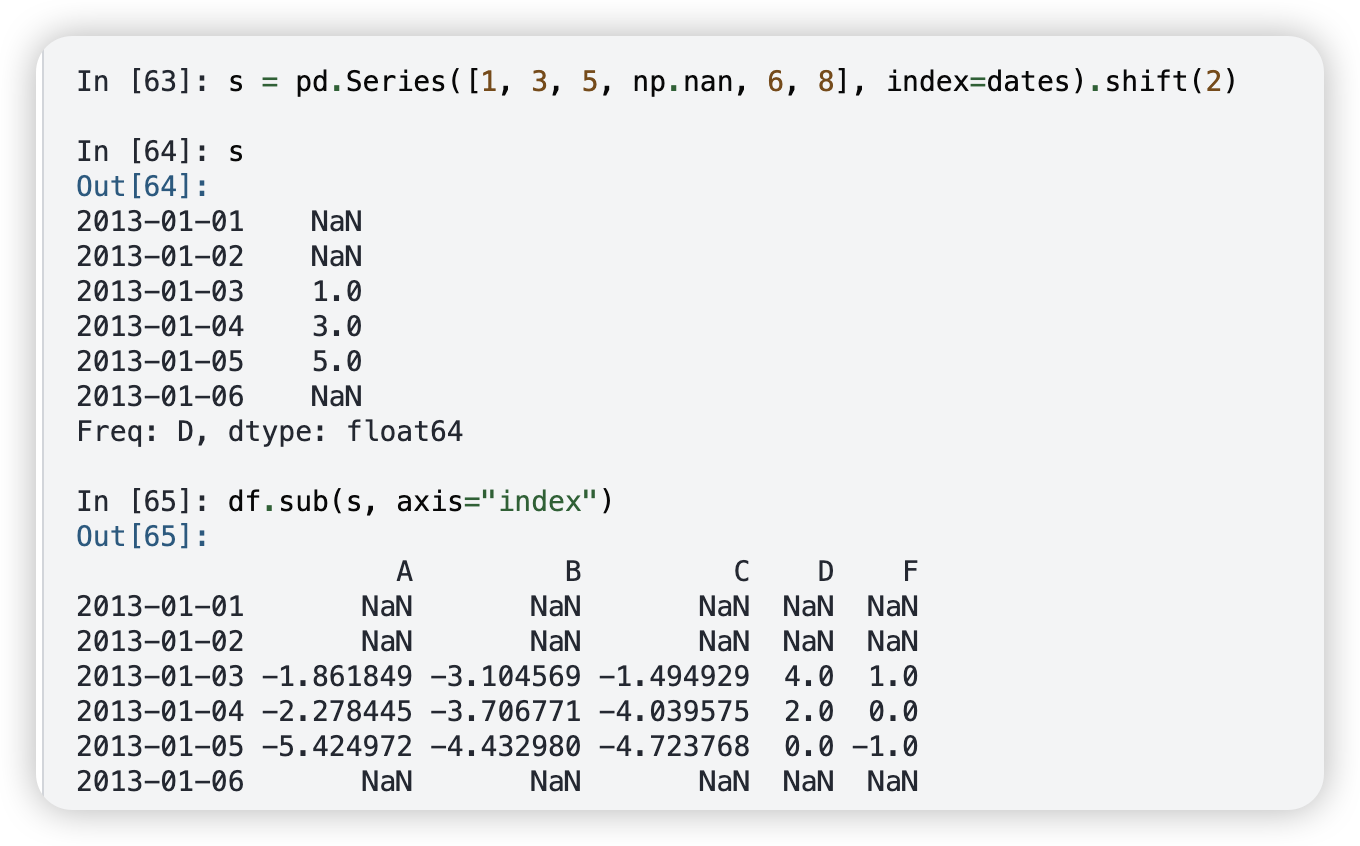 In [63]: s = pd.Series([1, 3, 5, np.nan, 6, 8], index=dates).shift(2)

In [64]: s
Out[64]:
2013-01-01    NaN
2013-01-02    NaN
2013-01-03    1.0
2013-01-04    3.0
2013-01-05    5.0
2013-01-06    NaN
Freq: D, dtype: float64

In [65]: df.sub(s, axis="index")
Out[65]:
                   A         B         C    D    F
2013-01-01       NaN       NaN       NaN  NaN  NaN
2013-01-02       NaN       NaN       NaN  NaN  NaN
2013-01-03 -1.861849 -3.104569 -1.494929  4.0  1.0
2013-01-04 -2.278445 -3.706771 -4.039575  2.0  0.0
2013-01-05 -5.424972 -4.432980 -4.723768  0.0 -1.0
2013-01-06       NaN       NaN       NaN  NaN  NaN